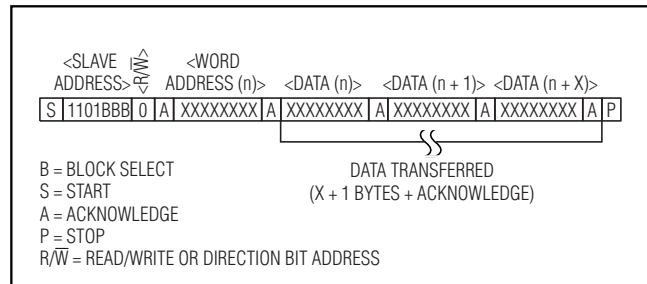 <SLAVE ADDRESS> <R/W̅> <WORD ADDRESS (n)> <DATA (n)> <DATA (n + 1)> <DATA (n + X)>
S 1101BBB 0 A XXXXXXXX A XXXXXXXX A XXXXXXXX A XXXXXXXX A P
DATA TRANSFERRED
(X + 1 BYTES + ACKNOWLEDGE)
B = BLOCK SELECT
S = START
A = ACKNOWLEDGE
P = STOP
R/W̅ = READ/WRITE OR DIRECTION BIT ADDRESS